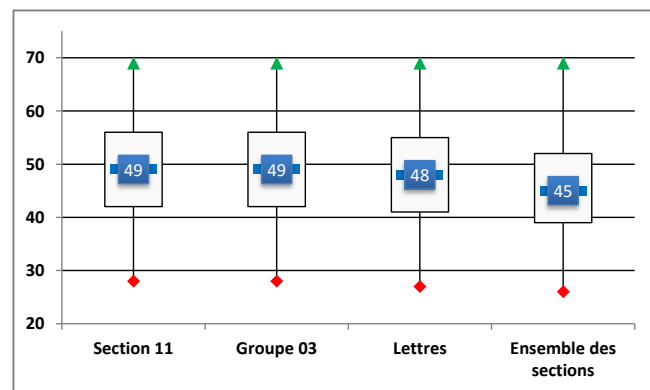 70
60
50
40
30
20
49
49
48
45
Section 11
Groupe 03
Lettres
Ensemble des
sections